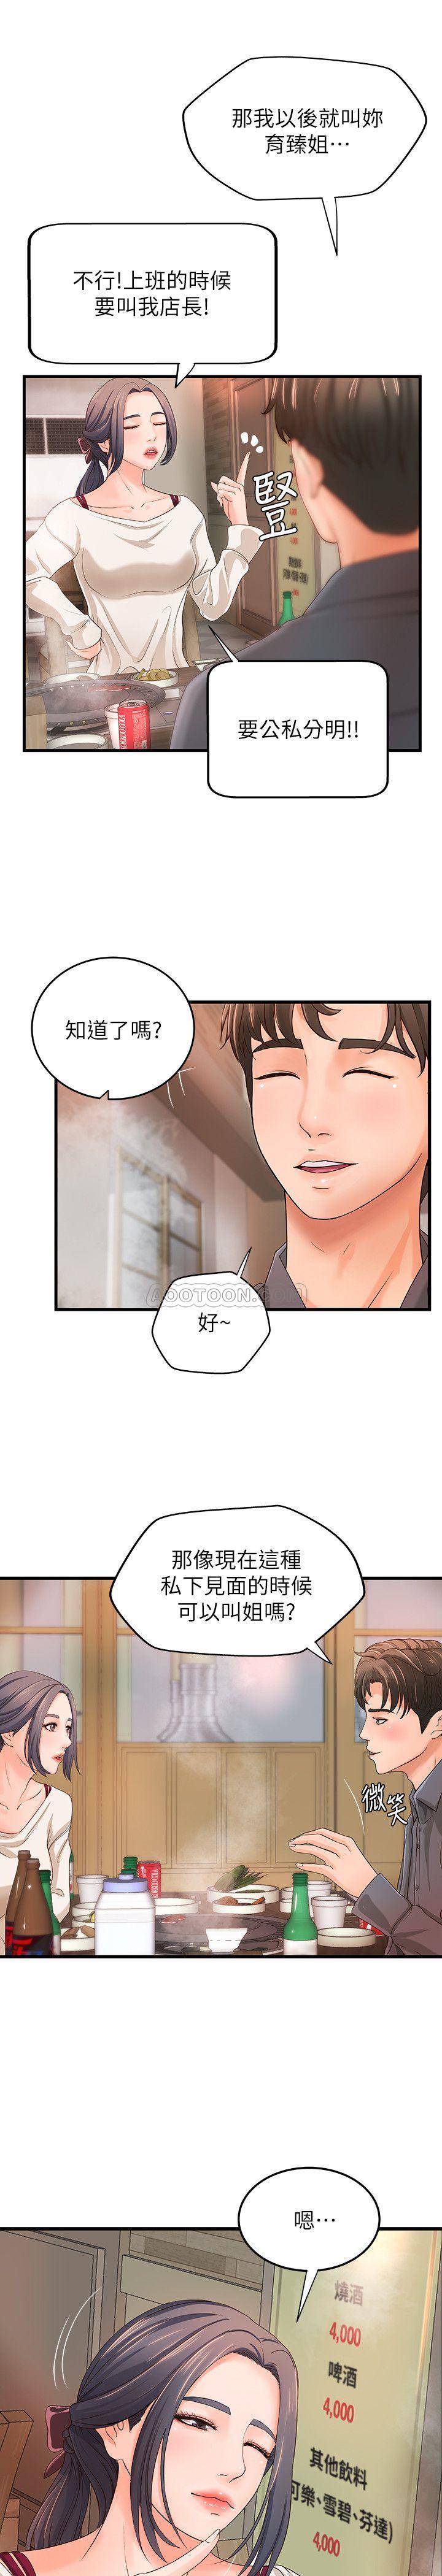 那我以後就叫妳
育臻姐…
不行!上班的時候
要叫我店長!
豎
要公私分明!!
知道了嗎?
好~
那像現在這種
私下見面的時候
可以叫姐嗎?
微笑
嗯…
燒酒
4,000
啤酒
4,000
其他飲料
可樂、雪碧、芬達)
4,000